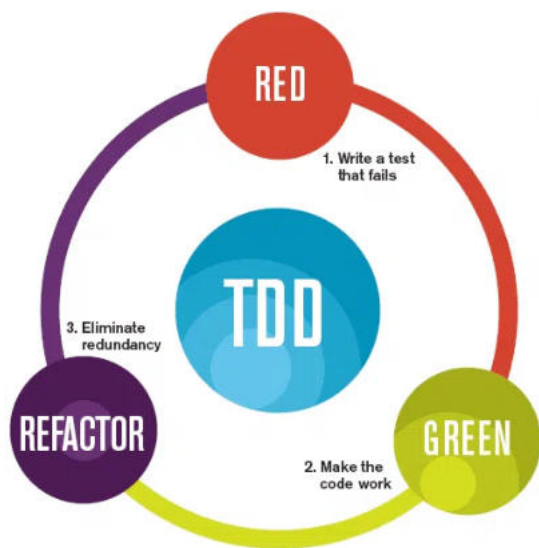 RED
1. Write a test
that fails
TDD
3. Eliminate
redundancy
REFACTOR
GREEN
2. Make the
code work